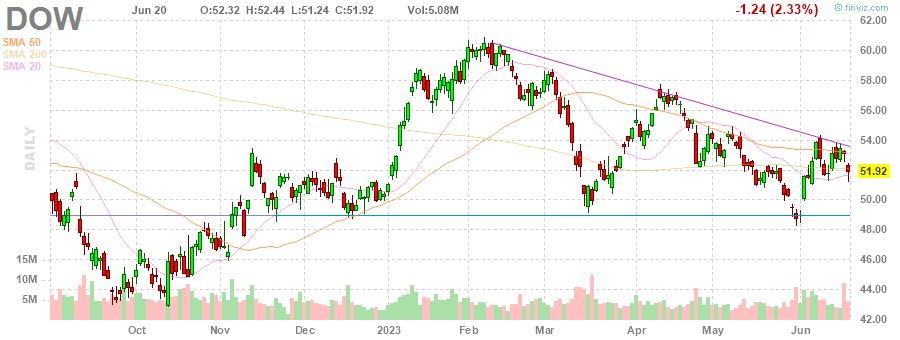 DOW Jun 20 O:52.32 H:52.44 L:51.24 C:51.92 Vol:5.08M -1.24 (2.33%) © finviz.com
SMA 50
SMA 200
SMA 20
DAILY
62.00
60.00
58.00
56.00
54.00
51.92
50.00
48.00
46.00
44.00
42.00
15M
10M
5M
Oct Nov Dec 2023 Feb Mar Apr May Jun